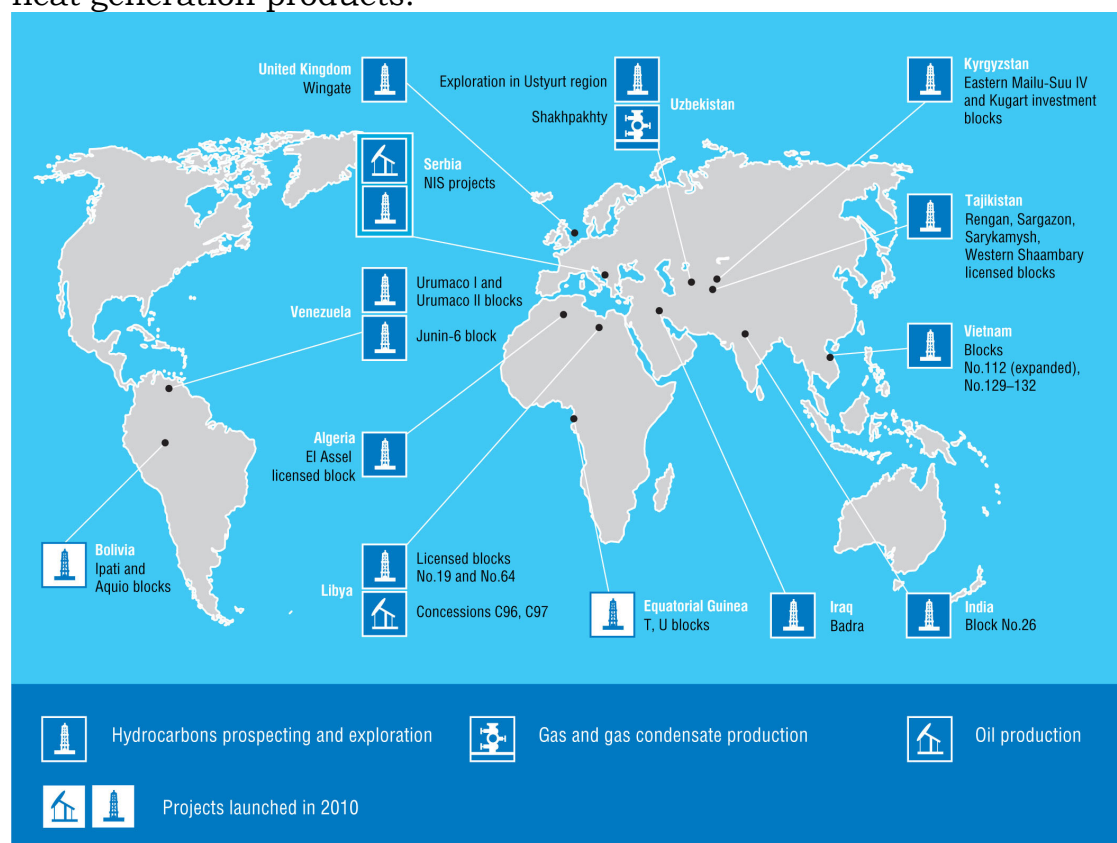 heat generation products.
United Kingdom
Wingate
Exploration in Ustyurt region
Uzbekistan
Shakhpakhty
Kyrgyzstan
Eastern Mailu-Suu IV
and Kugart investment
blocks
Serbia
NIS projects
Tajikistan
Rengan, Sargazon,
Sarykamysh,
Western Shaambary
licensed blocks
Venezuela
Urumaco I and
Urumaco II blocks
Junin-6 block
Vietnam
Blocks
No.112 (expanded),
No.129–132
Algeria
El Assel
licensed block
Bolivia
Ipati and
Aquio blocks
Libya
Licensed blocks
No.19 and No.64
Concessions C96, C97
Equatorial Guinea
T, U blocks
Iraq
Badra
India
Block No.26
Hydrocarbons prospecting and exploration
Gas and gas condensate production
Oil production
Projects launched in 2010